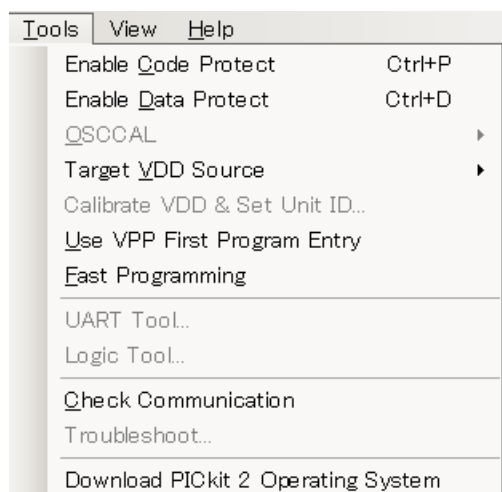 Tools View Help
Enable Code Protect Ctrl+P
Enable Data Protect Ctrl+D
OSCCAL
Target VDD Source
Calibrate VDD & Set Unit ID...
Use VPP First Program Entry
Fast Programming
UART Tool...
Logic Tool...
Check Communication
Troubleshoot...
Download PICkit 2 Operating System